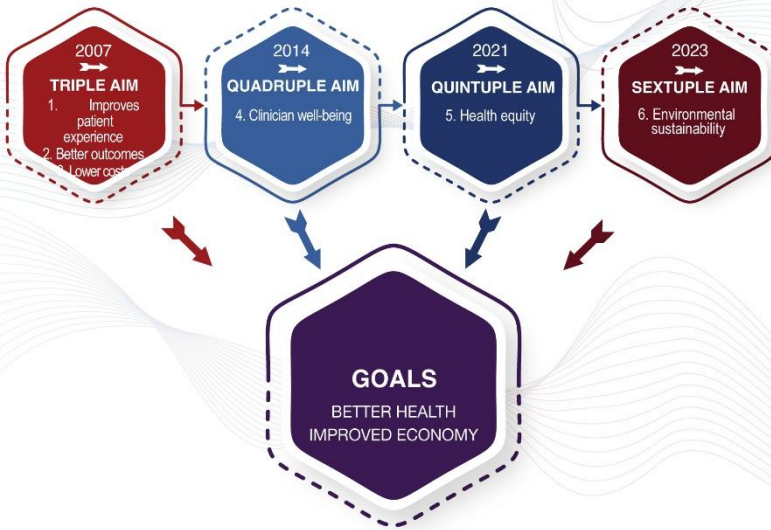 2007
TRIPLE AIM
1. Improves
patient
experience
2. Better outcomes
3. Lower costs
2014
QUADRUPLE AIM
4. Clinician well-being
2021
QUINTUPLE AIM
5. Health equity
2023
SEXTUPLE AIM
6. Environmental
sustainability
GOALS
BETTER HEALTH
IMPROVED ECONOMY